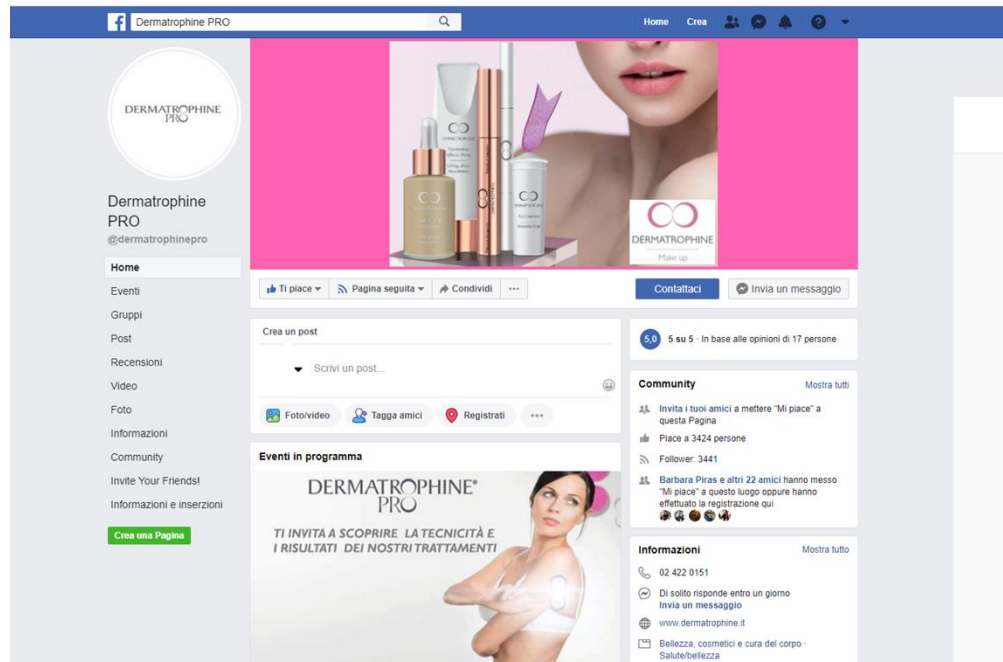 Dermatrophine PRO
Home Crea
DERMATROPHINE
PRO
Dermatrophine
PRO
@dermatrophinepro
Home
Eventi
Gruppi
Post
Recensioni
Video
Foto
Informazioni
Community
Invite Your Friends!
Informazioni e inserzioni
Crea una Pagina
DERMATROPHINE
Make up
Ti piace
Pagina seguita
Condividi
Contattaci
Invia un messaggio
Crea un post
Scrivi un post...
Foto/video
Tagga amici
Registrati
Eventi in programma
DERMATROPHINE®
PRO
TI INVITA A SCOPRIRE LA TECNICITÀ E
I RISULTATI DEI NOSTRI TRATTAMENTI
5,0 5 su 5 · In base alle opinioni di 17 persone
Community Mostra tutti
Invita i tuoi amici a mettere "Mi piace" a
questa Pagina
Piace a 3424 persone
Follower: 3441
Barbara Piras e altri 22 amici hanno messo
"Mi piace" a questo luogo oppure hanno
effettuato la registrazione qui
Informazioni Mostra tutto
02 422 0151
Di solito risponde entro un giorno
Invia un messaggio
www.dermatrophine.it
Bellezza, cosmetici e cura del corpo ·
Salute/bellezza